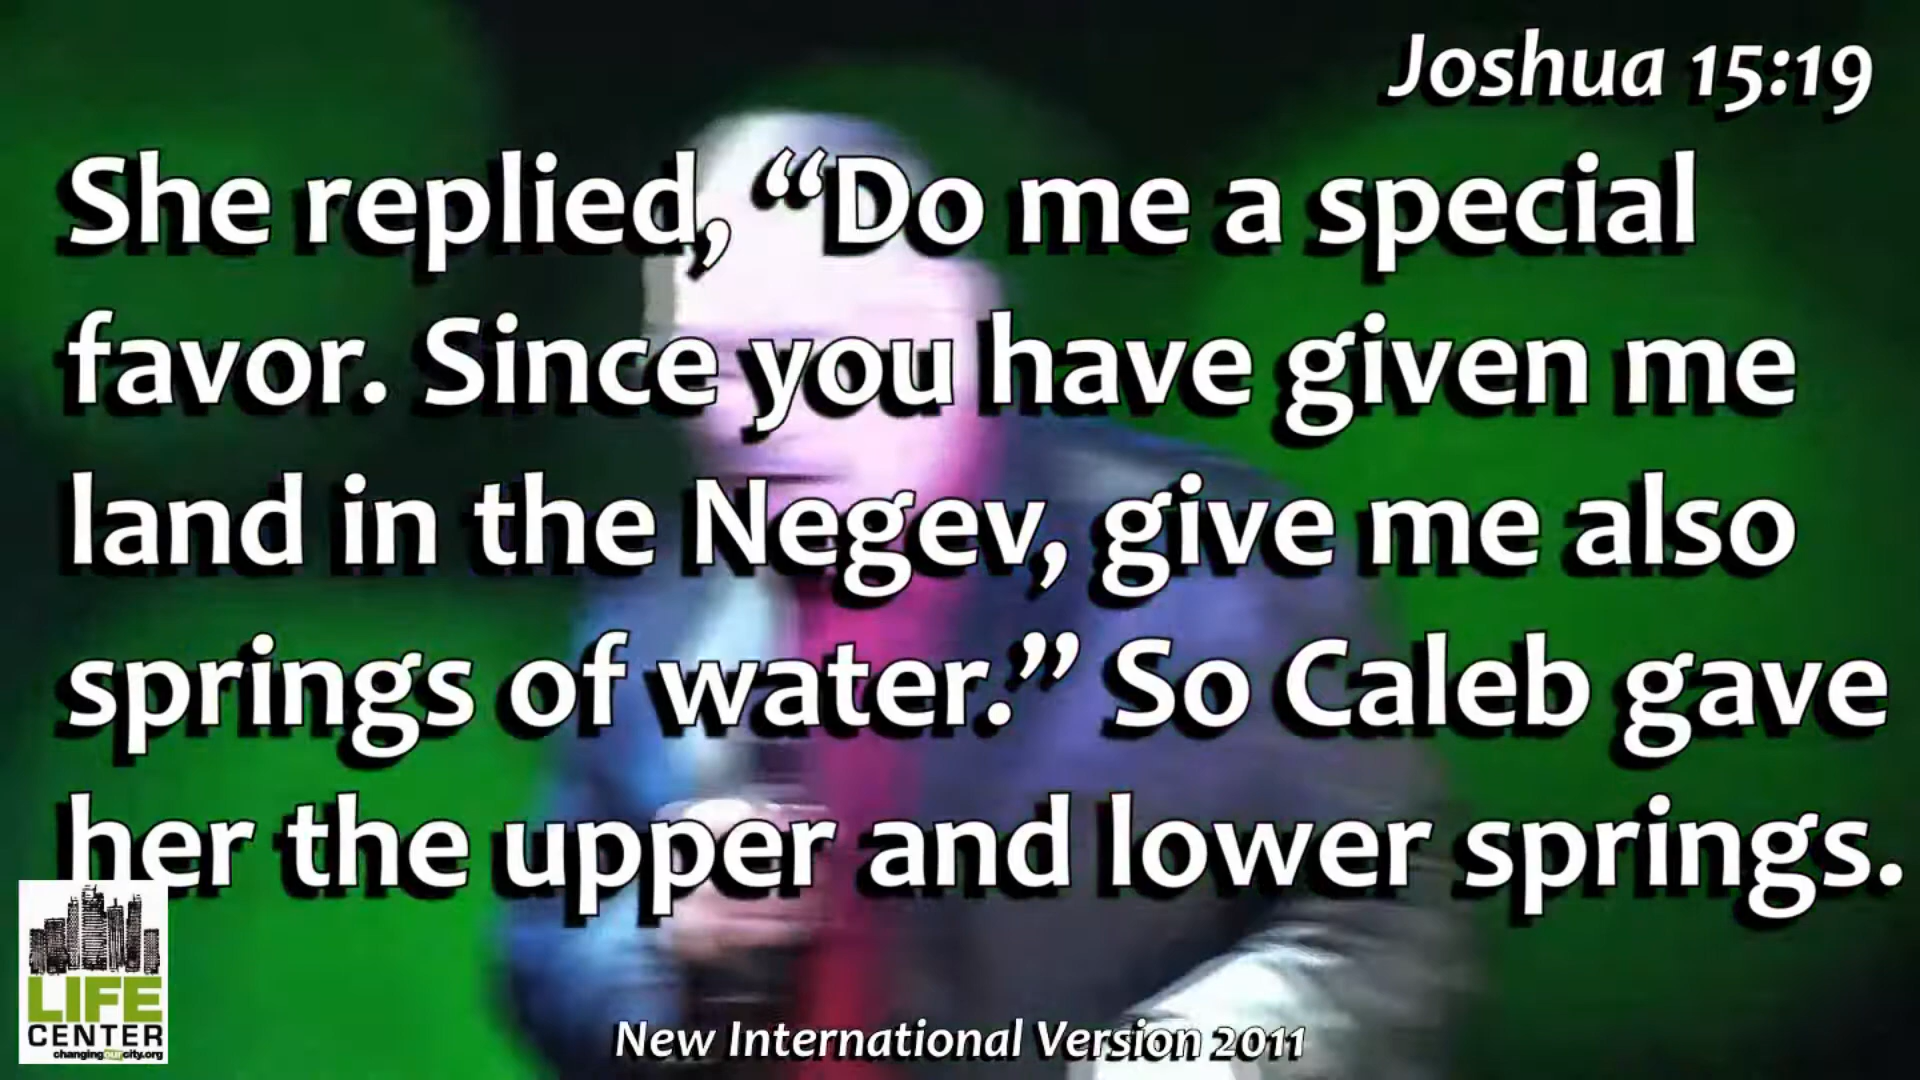 Joshua 15:19
She replied, “Do me a special
favor. Since you have given me
land in the Negev, give me also
springs of water.” So Caleb gave
her the upper and lower springs.
LIFE
CENTER
changingourcity.org
New International Version 2011